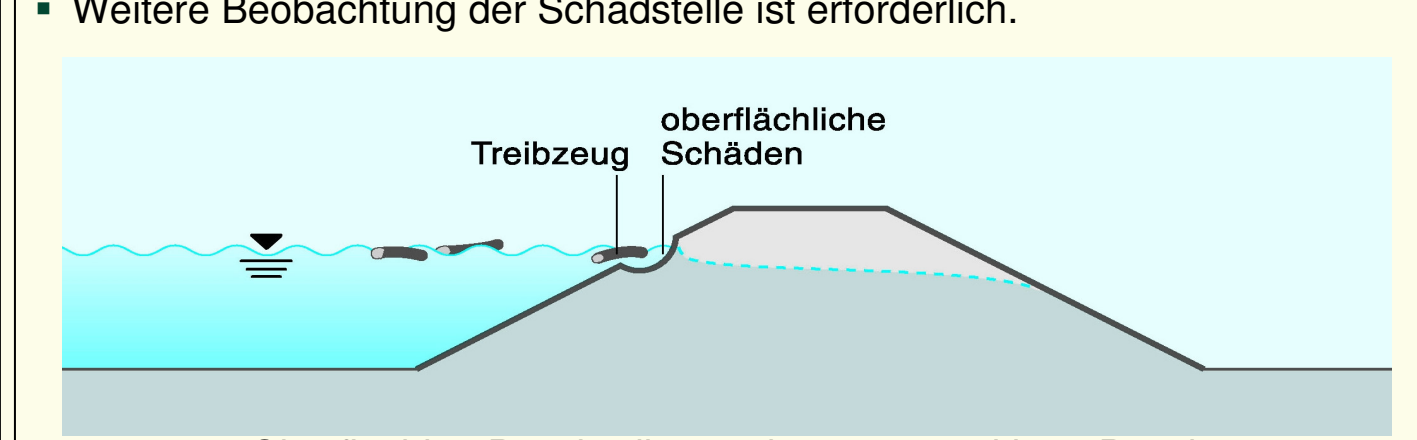 ▪ Weitere Beobachtung der Schadstelle ist erforderlich.
oberflächliche
Treibzeug Schäden